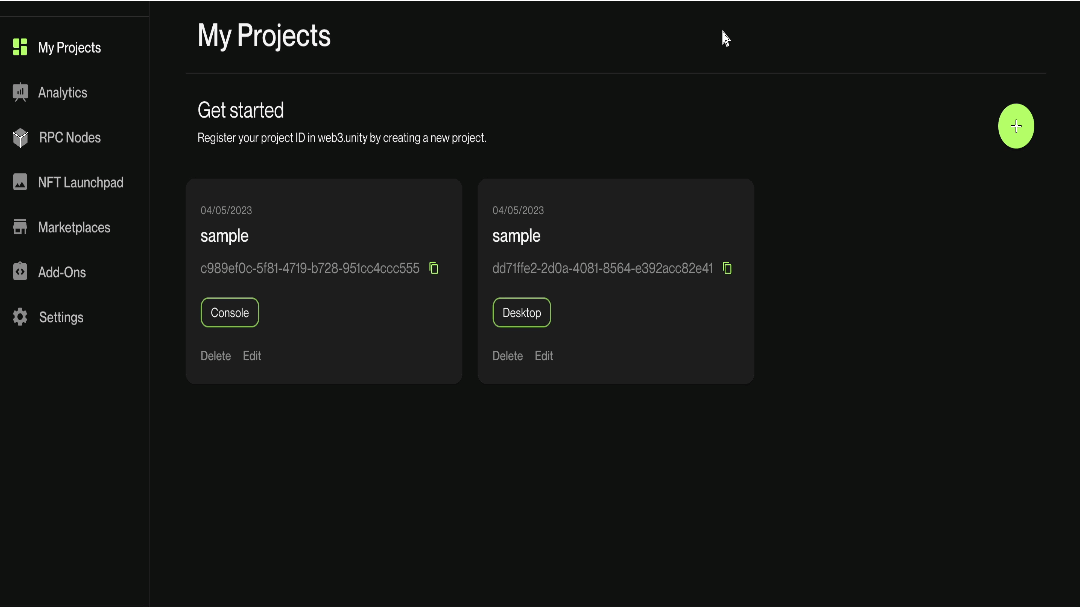 My Projects
Analytics
RPC Nodes
NFT Launchpad
Marketplaces
Add-Ons
Settings
My Projects
Get started
Register your project ID in web3.unity by creating a new project.
04/05/2023
sample
c989ef0c-5f81-4719-b728-951cc4ccc555
Console
Delete Edit
04/05/2023
sample
dd71ffe2-2d0a-4081-8564-e392acc82e41
Desktop
Delete Edit